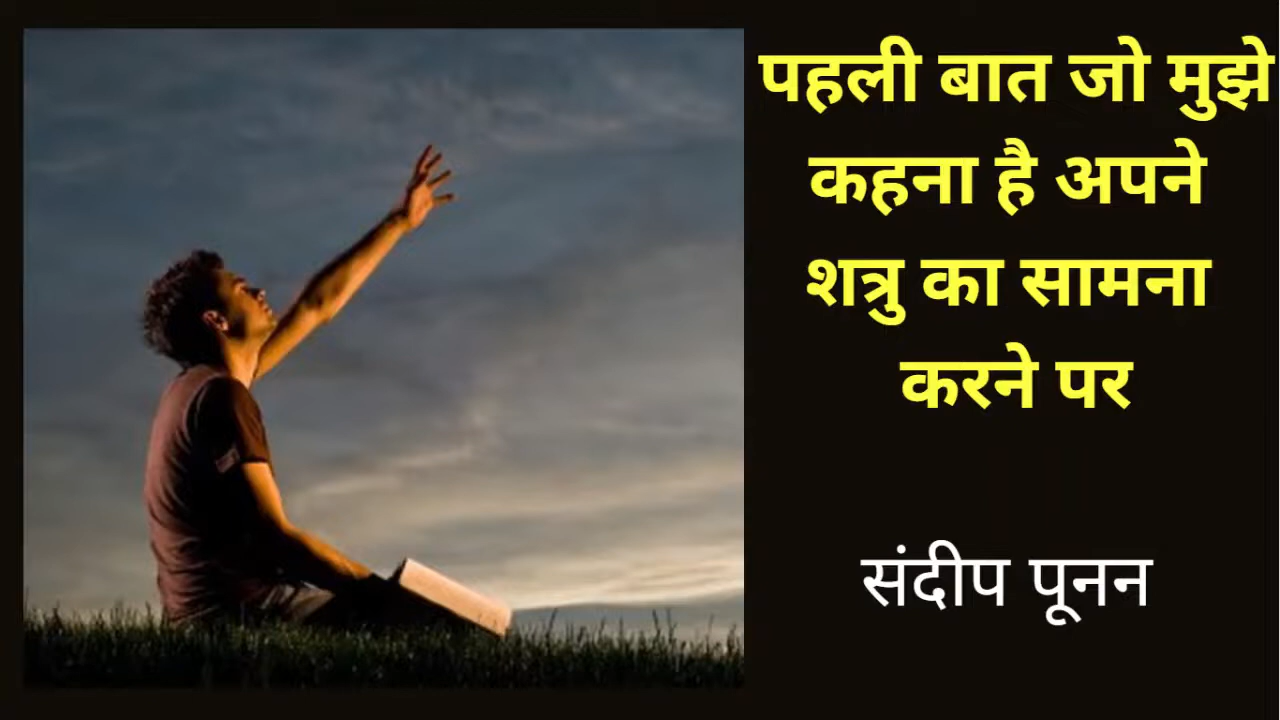 पहली बात जो मुझे
कहना है अपने
शत्रु का सामना
करने पर
संदीप पूनन